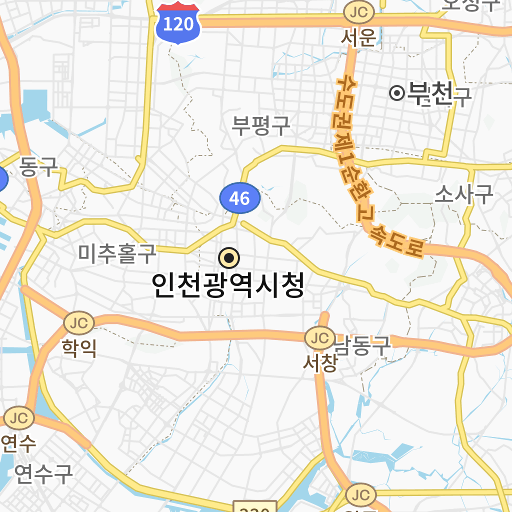 오정구
JC
120
서운
부천
구
수도권제1순환고속도로
부평구
동구
46
소사구
미추홀구
인천광역시청
JC
학익
JC
서창
남동구
JC
연수
연수구
JC
330